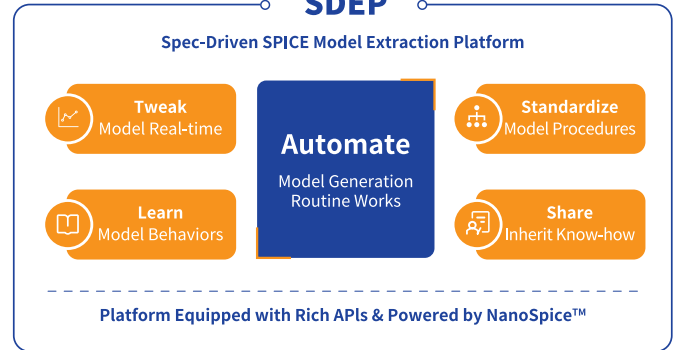 SDEP
Spec-Driven SPICE Model Extraction Platform
Tweak
Model Real-time
Learn
Model Behaviors
Automate
Model Generation
Routine Works
Standardize
Model Procedures
Share
Inherit Know-how
Platform Equipped with Rich APIs & Powered by NanoSpice™